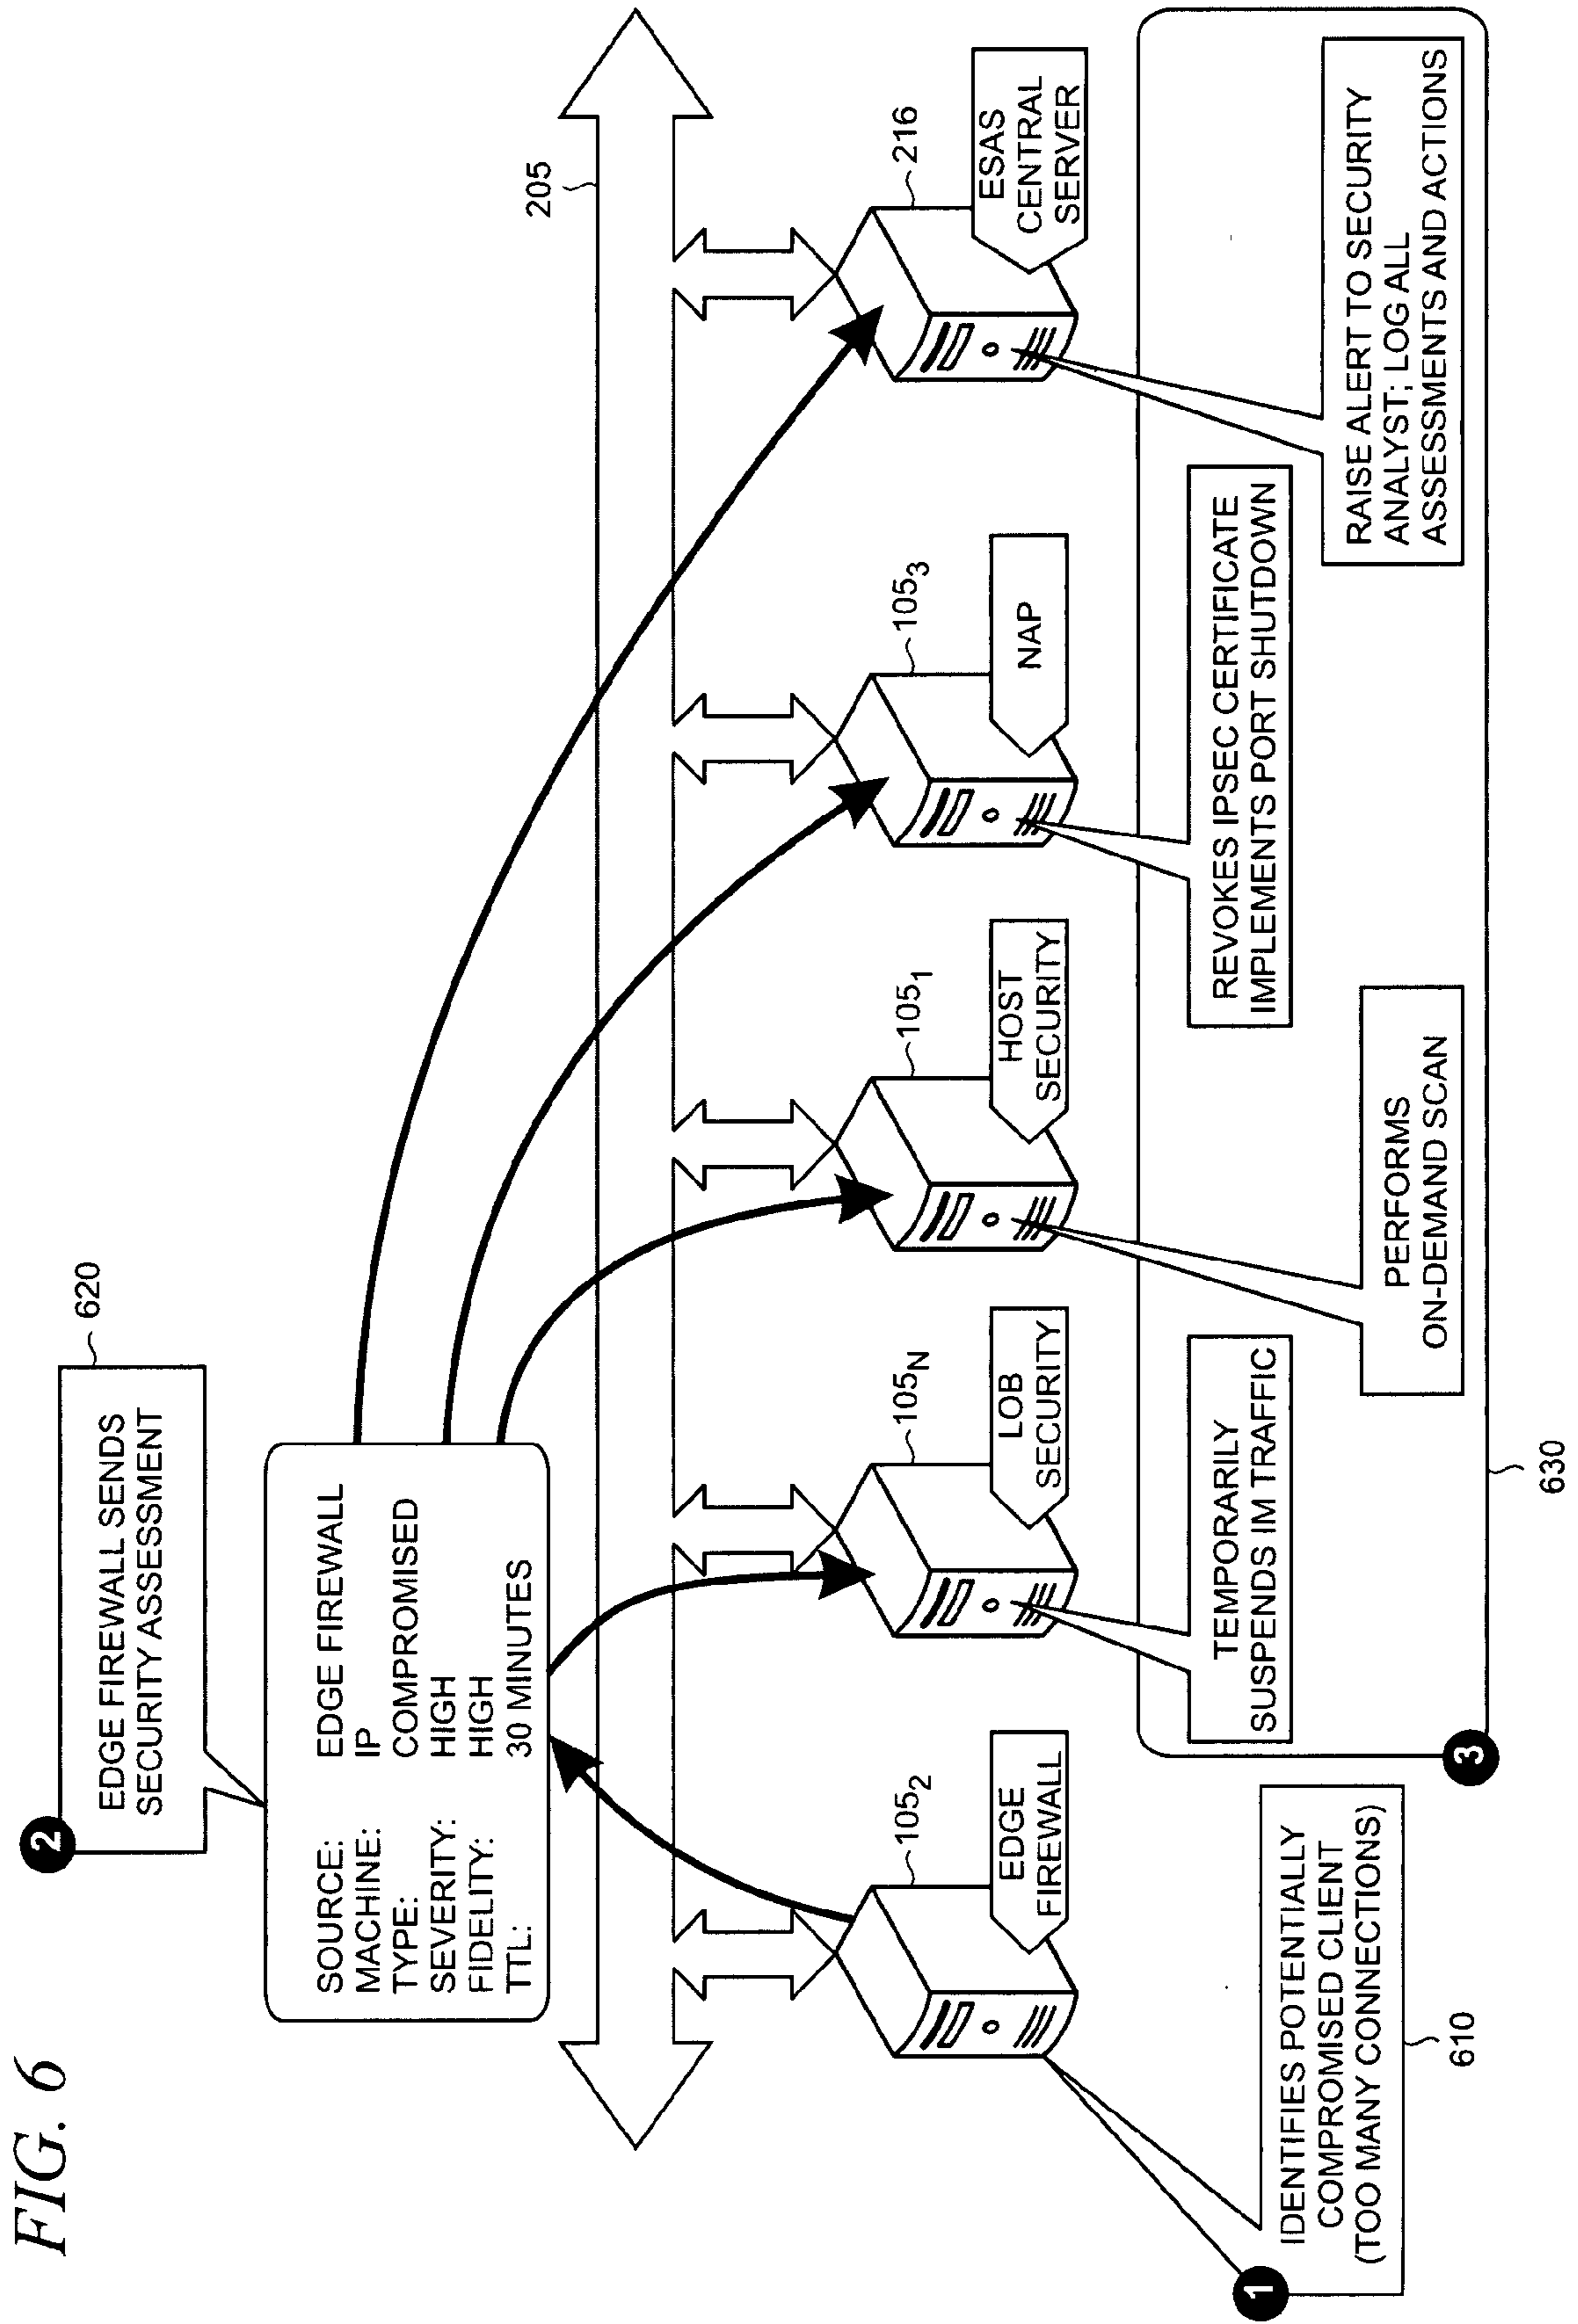 FIG. 6
2
EDGE FIREWALL SENDS
SECURITY ASSESSMENT
620
SOURCE: EDGE FIREWALL
MACHINE: IP
TYPE: COMPROMISED
SEVERITY: HIGH
FIDELITY: HIGH
TTL: 30 MINUTES
205
105₂
EDGE
FIREWALL
105N
LOB
SECURITY
105₁
HOST
SECURITY
105₃
NAP
216
ESAS
CENTRAL
SERVER
1
IDENTIFIES POTENTIALLY
COMPROMISED CLIENT
(TOO MANY CONNECTIONS)
610
3
TEMPORARILY
SUSPENDS IM TRAFFIC
PERFORMS
ON-DEMAND SCAN
REVOKES IPSEC CERTIFICATE
IMPLEMENTS PORT SHUTDOWN
RAISE ALERT TO SECURITY
ANALYST; LOG ALL
ASSESSMENTS AND ACTIONS
630